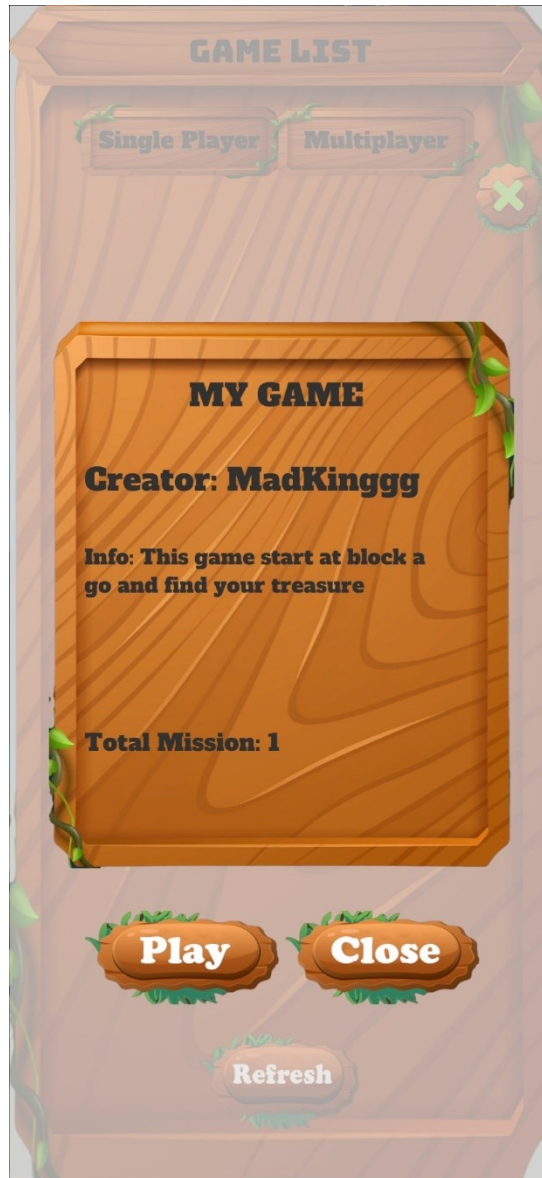 GAME LIST
Single Player Multiplayer
MY GAME
Creator: MadKinggg
Info: This game start at block a
go and find your treasure
Total Mission: 1
Play Close
Refresh